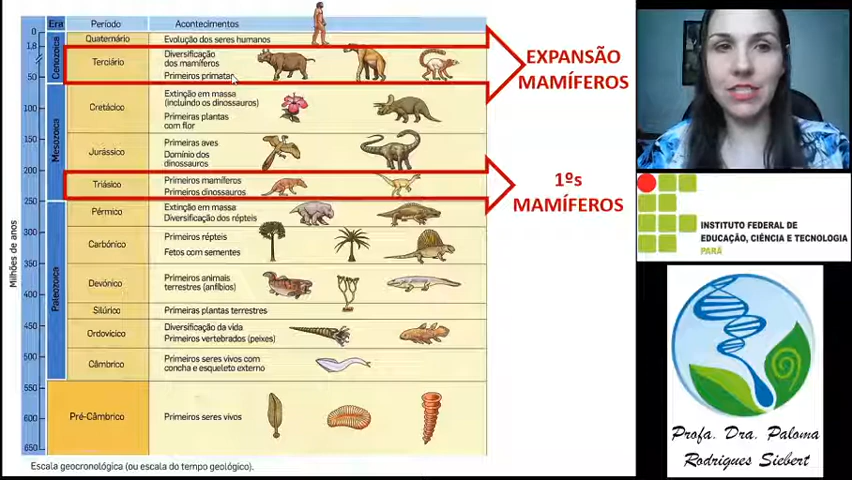 Era Período Acontecimentos
Milhões de anos
0
1.8
50
100
150
200
250
300
350
400
450
500
550
600
650
Cenozoica
Mesozoica
Paleozoica
Quaternário Evolução dos seres humanos
Terciário
Diversificação
dos mamíferos
Primeiros primatas
Cretácico
Extinção em massa
(incluindo os dinossauros)
Primeiras plantas
com flor
Jurássico
Primeiras aves
Domínio dos
dinossauros
Triásico
Primeiros mamíferos
Primeiros dinossauros
Pérmico
Extinção em massa
Diversificação dos répteis
Carbónico
Primeiros répteis
Fetos com sementes
Devónico
Primeiros animais
terrestres (anfíbios)
Silúrico Primeiras plantas terrestres
Ordovícico
Diversificação da vida
Primeiros vertebrados (peixes)
Câmbrico
Primeiros seres vivos com
concha e esqueleto externo
Pré-Câmbrico Primeiros seres vivos
Escala geocronológica (ou escala do tempo geológico).
EXPANSÃO
MAMÍFEROS
1ºs
MAMÍFEROS
INSTITUTO FEDERAL DE
EDUCAÇÃO, CIÊNCIA E TECNOLOGIA
PARÁ
Profa. Dra. Paloma
Rodrigues Siebert